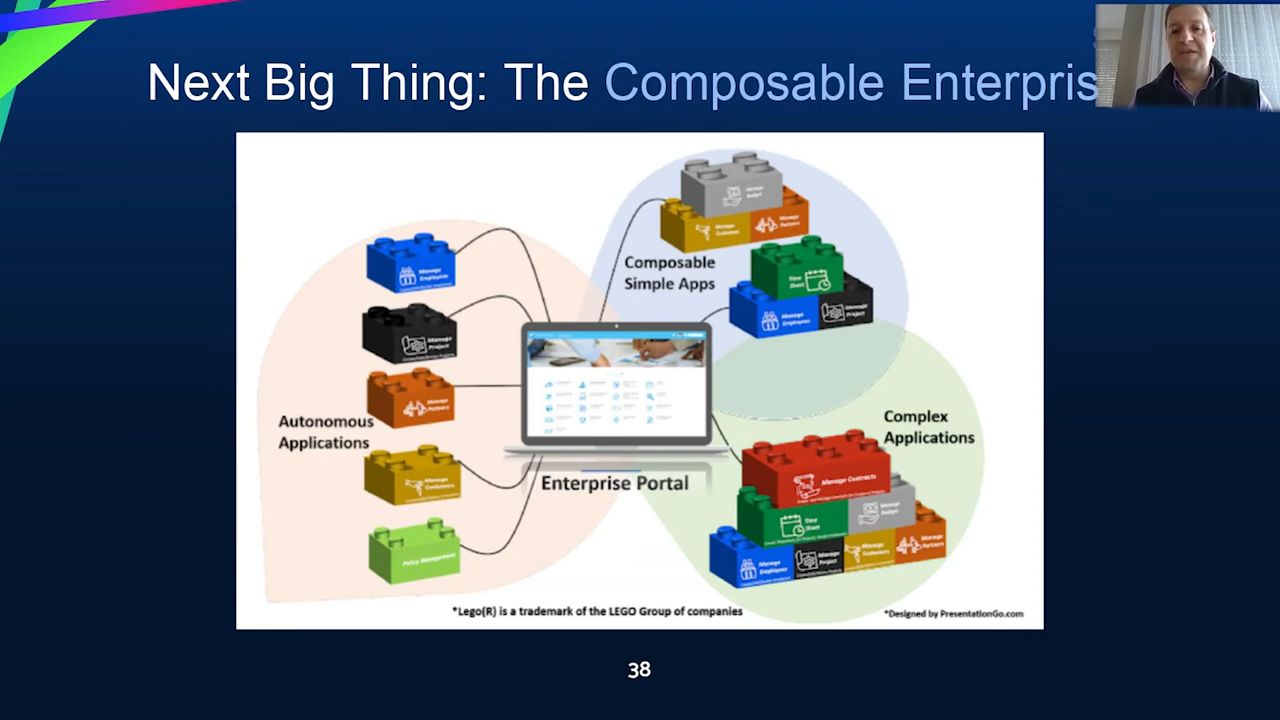 Next Big Thing: The Composable Enterpris
Manage
Budget
Manage
Customers
Manage
Partners
Composable
Simple Apps
Time
Sheet
Manage
Employees
Manage
Project
Manage
Employees
Manage
Project
Manage
Partners
Autonomous
Applications
Manage
Customers
Policy Management
Enterprise Portal
Complex
Applications
Manage Contracts
Time
Sheet
Manage
Budget
Manage
Employees
Manage
Project
Manage
Customers
Manage
Partners
*Lego(R) is a trademark of the LEGO Group of companies
*Designed by PresentationGo.com
38